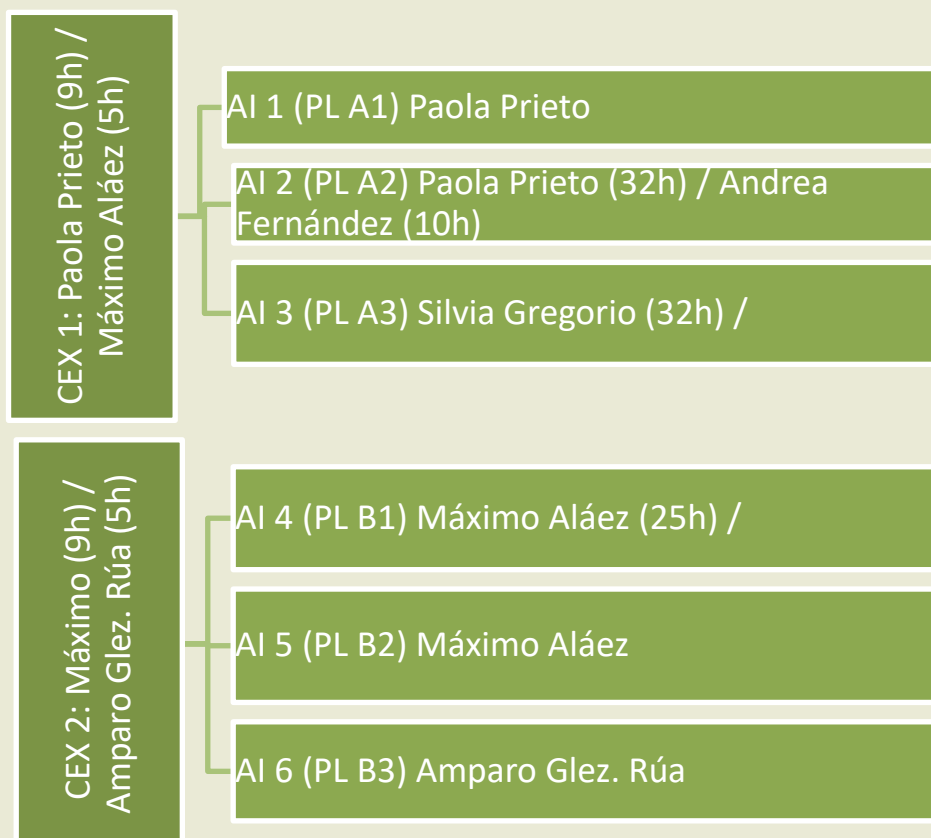 CEX 1: Paola Prieto (9h) /
Máximo Aláez (5h)
AI 1 (PL A1) Paola Prieto
AI 2 (PL A2) Paola Prieto (32h) / Andrea
Fernández (10h)
AI 3 (PL A3) Silvia Gregorio (32h) /
CEX 2: Máximo (9h) /
Amparo Glez. Rúa (5h)
AI 4 (PL B1) Máximo Aláez (25h) /
AI 5 (PL B2) Máximo Aláez
AI 6 (PL B3) Amparo Glez. Rúa